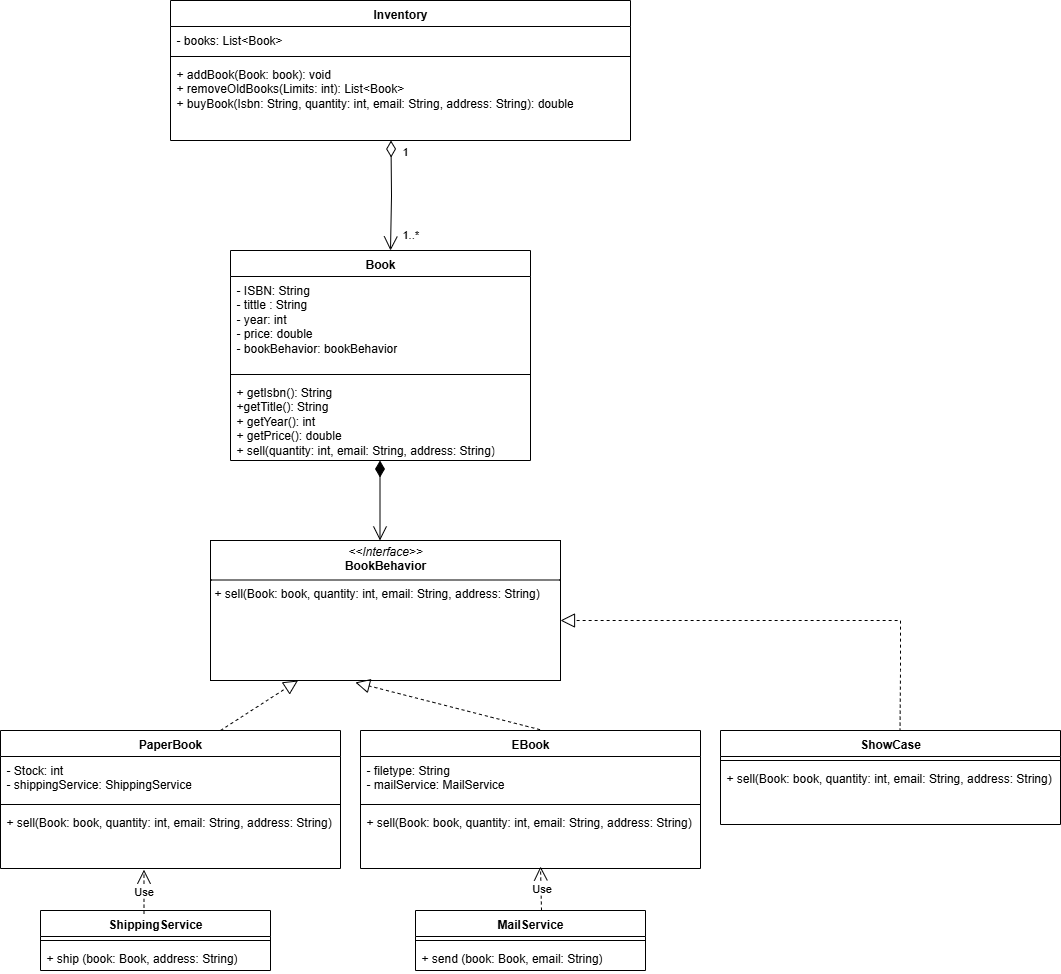 Inventory
- books: List<Book>
+ addBook(Book: book): void
+ removeOldBooks(Limits: int): List<Book>
+ buyBook(Isbn: String, quantity: int, email: String, address: String): double
1
1..*
Book
- ISBN: String
- tittle : String
- year: int
- price: double
- bookBehavior: bookBehavior
+ getIsbn(): String
+getTitle(): String
+ getYear(): int
+ getPrice(): double
+ sell(quantity: int, email: String, address: String)
<<Interface>>
BookBehavior
+ sell(Book: book, quantity: int, email: String, address: String)
PaperBook
- Stock: int
- shippingService: ShippingService
+ sell(Book: book, quantity: int, email: String, address: String)
EBook
- filetype: String
- mailService: MailService
+ sell(Book: book, quantity: int, email: String, address: String)
ShowCase
+ sell(Book: book, quantity: int, email: String, address: String)
Use
Use
ShippingService
+ ship (book: Book, address: String)
MailService
+ send (book: Book, email: String)